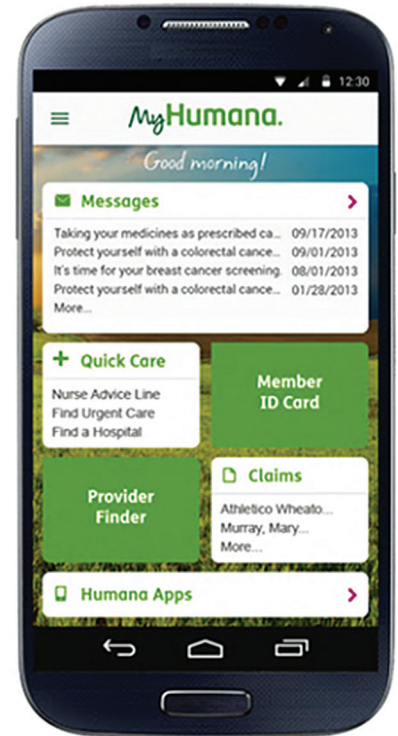 12:30
MyHumana.
Good morning!
Messages
Taking your medicines as prescribed ca... 09/17/2013
Protect yourself with a colorectal cance... 09/01/2013
It's time for your breast cancer screening. 08/01/2013
Protect yourself with a colorectal cance... 01/28/2013
More...
Quick Care
Nurse Advice Line
Find Urgent Care
Find a Hospital
Member
ID Card
Provider
Finder
Claims
Athletico Wheato...
Murray, Mary...
More...
Humana Apps